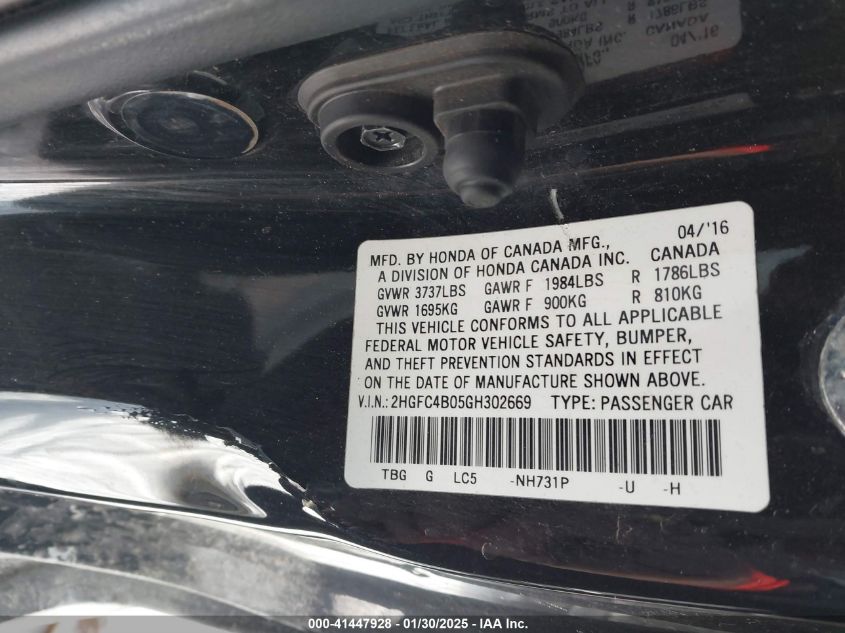 04/'16
MFD. BY HONDA OF CANADA MFG.,
A DIVISION OF HONDA CANADA INC. CANADA
GVWR 3737LBS GAWR F 1984LBS R 1786LBS
GVWR 1695KG GAWR F 900KG R 810KG
THIS VEHICLE CONFORMS TO ALL APPLICABLE
FEDERAL MOTOR VEHICLE SAFETY, BUMPER,
AND THEFT PREVENTION STANDARDS IN EFFECT
ON THE DATE OF MANUFACTURE SHOWN ABOVE.
V.I.N.: 2HGFC4B05GH302669 TYPE: PASSENGER CAR
TBG G LC5 -NH731P -U -H
000-41447928 - 01/30/2025 - IAA Inc.